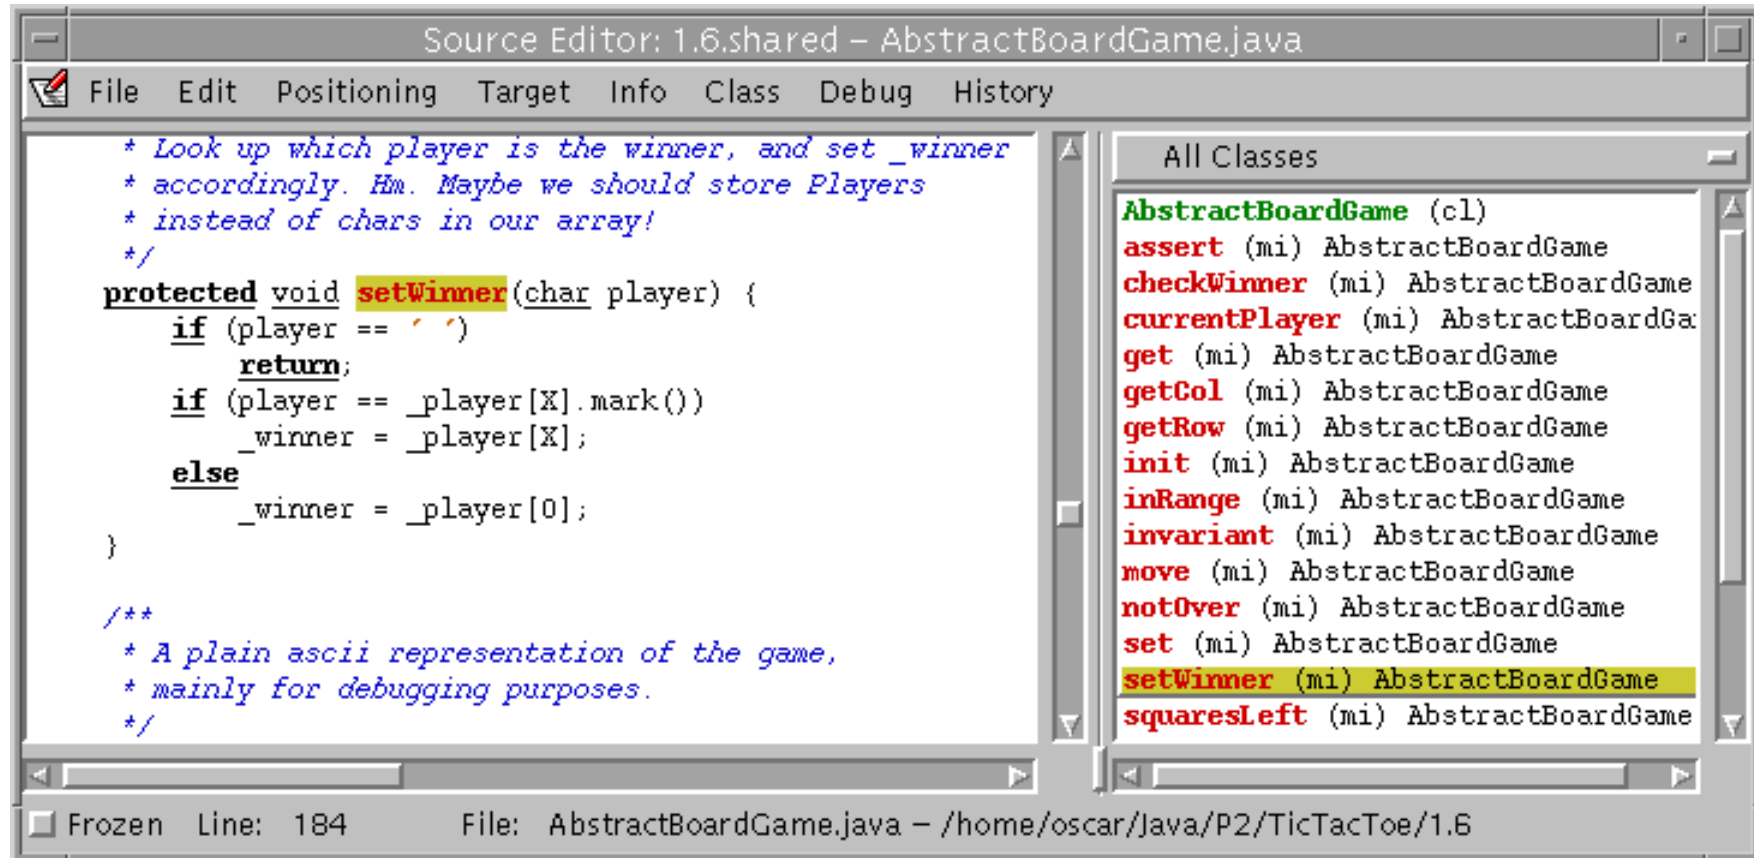 Source Editor: 1.6.shared – AbstractBoardGame.java
File Edit Positioning Target Info Class Debug History
* Look up which player is the winner, and set _winner
* accordingly. Hm. Maybe we should store Players
* instead of chars in our array!
*/
protected void setWinner(char player) {
if (player == ' ')
return;
if (player == _player[X].mark())
_winner = _player[X];
else
_winner = _player[0];
}
/**
* A plain ascii representation of the game,
* mainly for debugging purposes.
*/
All Classes
AbstractBoardGame (cl)
assert (mi) AbstractBoardGame
checkWinner (mi) AbstractBoardGame
currentPlayer (mi) AbstractBoardGa
get (mi) AbstractBoardGame
getCol (mi) AbstractBoardGame
getRow (mi) AbstractBoardGame
init (mi) AbstractBoardGame
inRange (mi) AbstractBoardGame
invariant (mi) AbstractBoardGame
move (mi) AbstractBoardGame
notOver (mi) AbstractBoardGame
set (mi) AbstractBoardGame
setWinner (mi) AbstractBoardGame
squaresLeft (mi) AbstractBoardGame
Frozen Line: 184 File: AbstractBoardGame.java – /home/oscar/Java/P2/TicTacToe/1.6